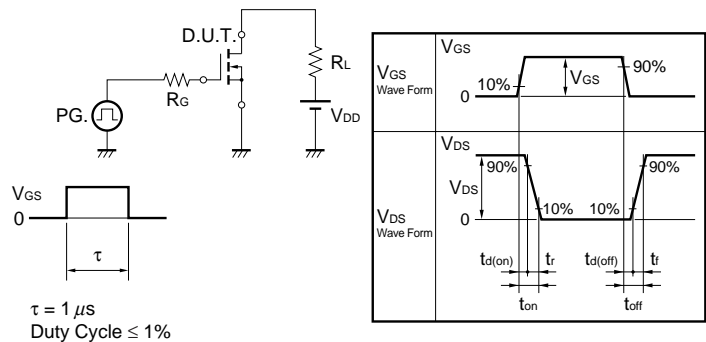 D.U.T.
RL
RG
PG.
VDD
VGS
0
τ
τ = 1 μs
Duty Cycle ≤ 1%
VGS
Wave Form
VGS
10%
0
VGS
90%
VDS
Wave Form
VDS
90%
VDS
0
10%
10%
90%
td(on) tr td(off) tf
ton toff